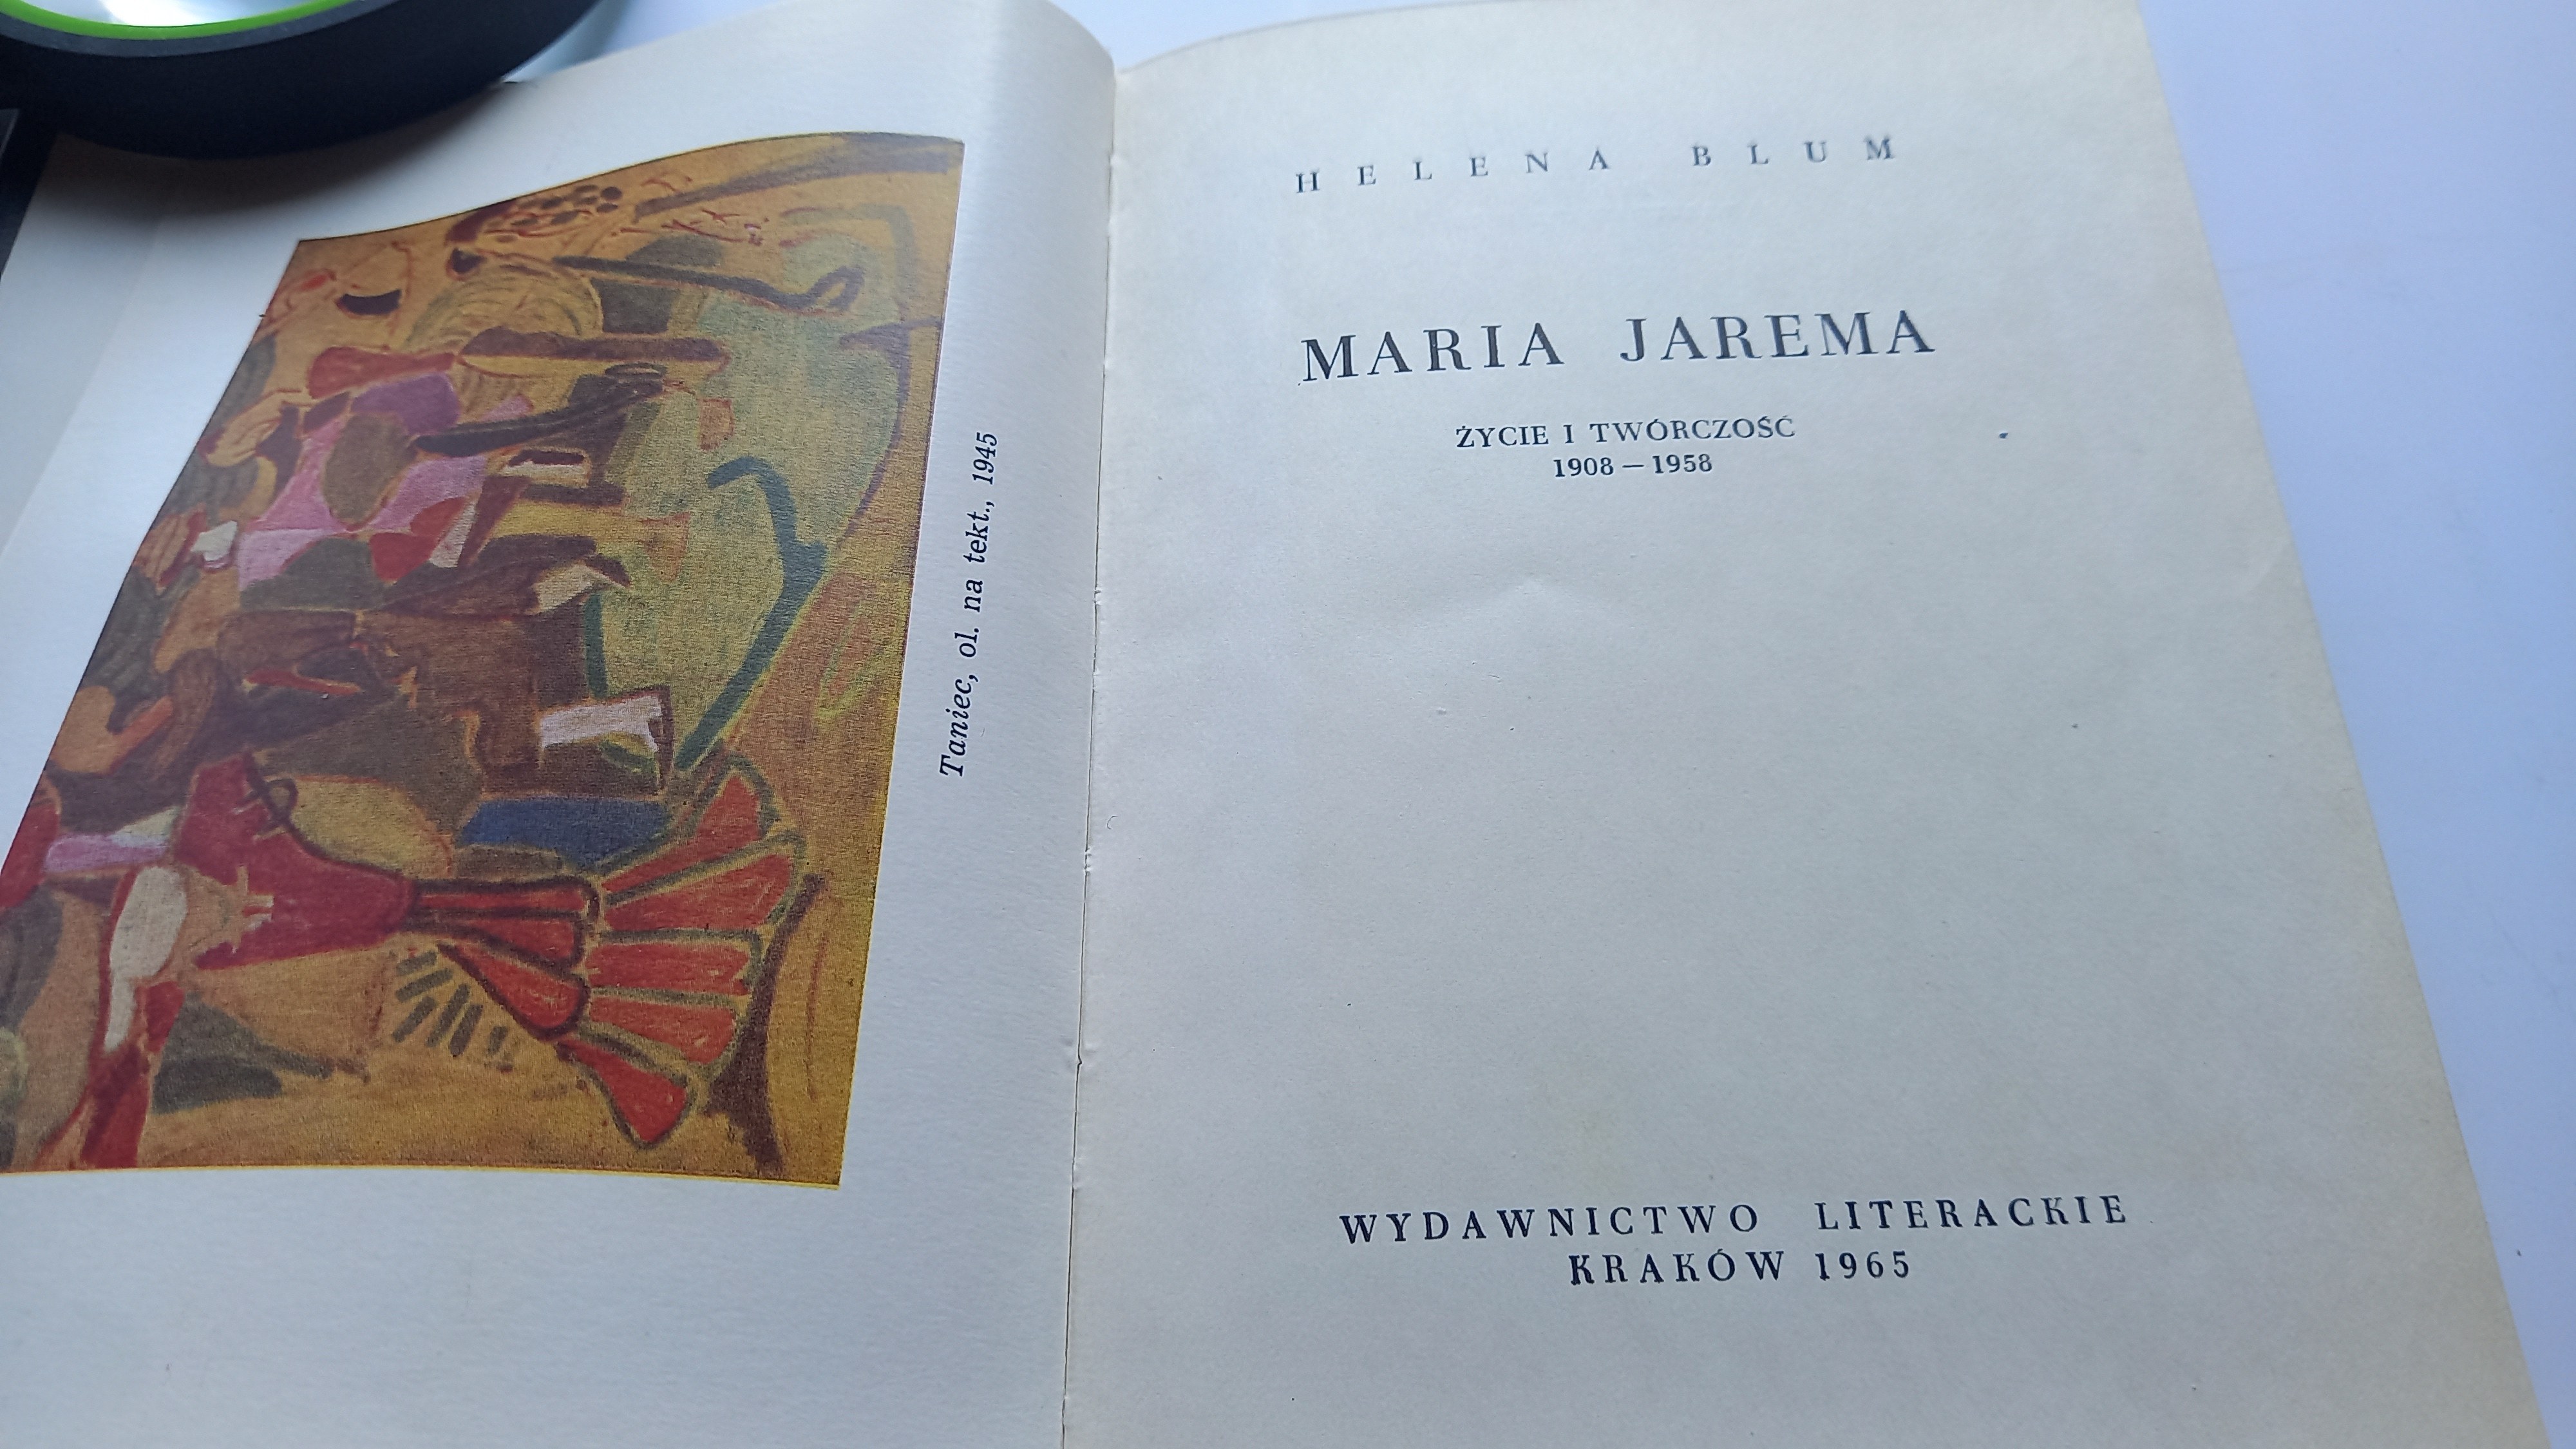 Taniec, ol. na tekt., 1945
HELENA BLUM
MARIA JAREMA
ŻYCIE I TWÓRCZOŚĆ
1908 — 1958
WYDAWNICTWO LITERACKIE
KRAKÓW 1965